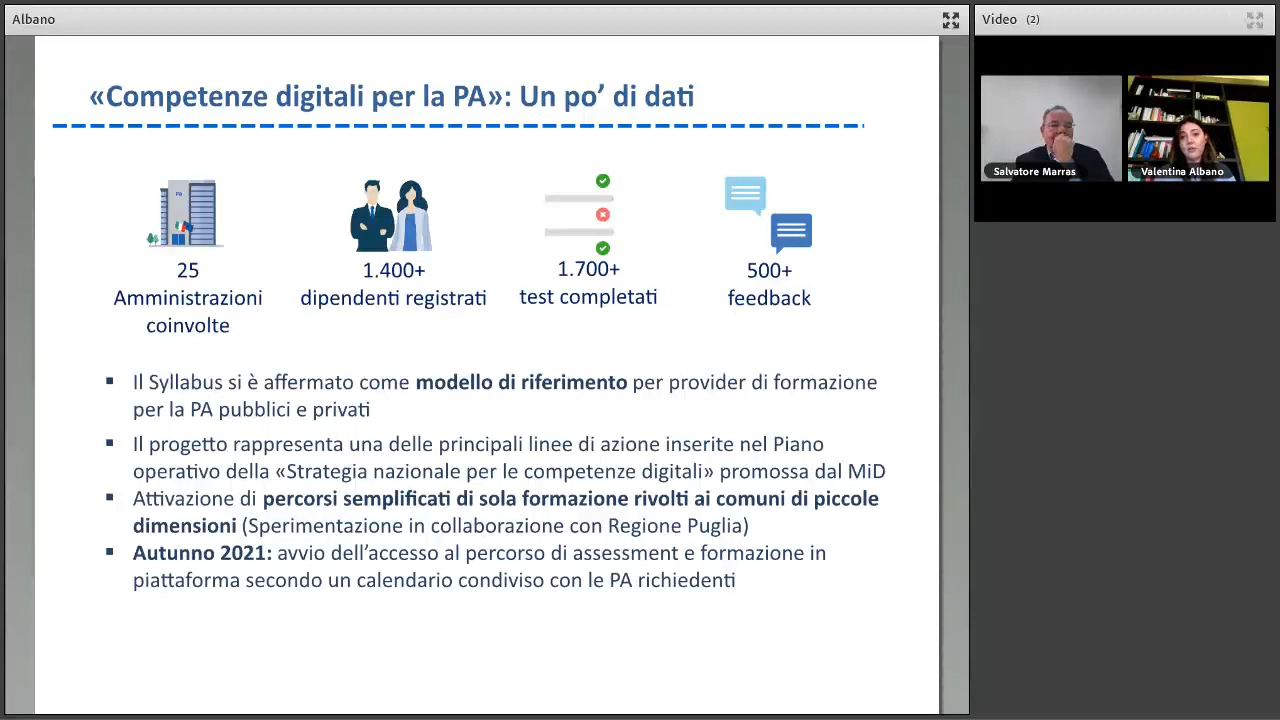 Albano
Video (2)
«Competenze digitali per la PA»: Un po’ di dati
PA
25
Amministrazioni
coinvolte
1.400+
dipendenti registrati
1.700+
test completati
500+
feedback
Il Syllabus si è affermato come modello di riferimento per provider di formazione
per la PA pubblici e privati
Il progetto rappresenta una delle principali linee di azione inserite nel Piano
operativo della «Strategia nazionale per le competenze digitali» promossa dal MiD
Attivazione di percorsi semplificati di sola formazione rivolti ai comuni di piccole
dimensioni (Sperimentazione in collaborazione con Regione Puglia)
Autunno 2021: avvio dell’accesso al percorso di assessment e formazione in
piattaforma secondo un calendario condiviso con le PA richiedenti
Salvatore Marras
Valentina Albano